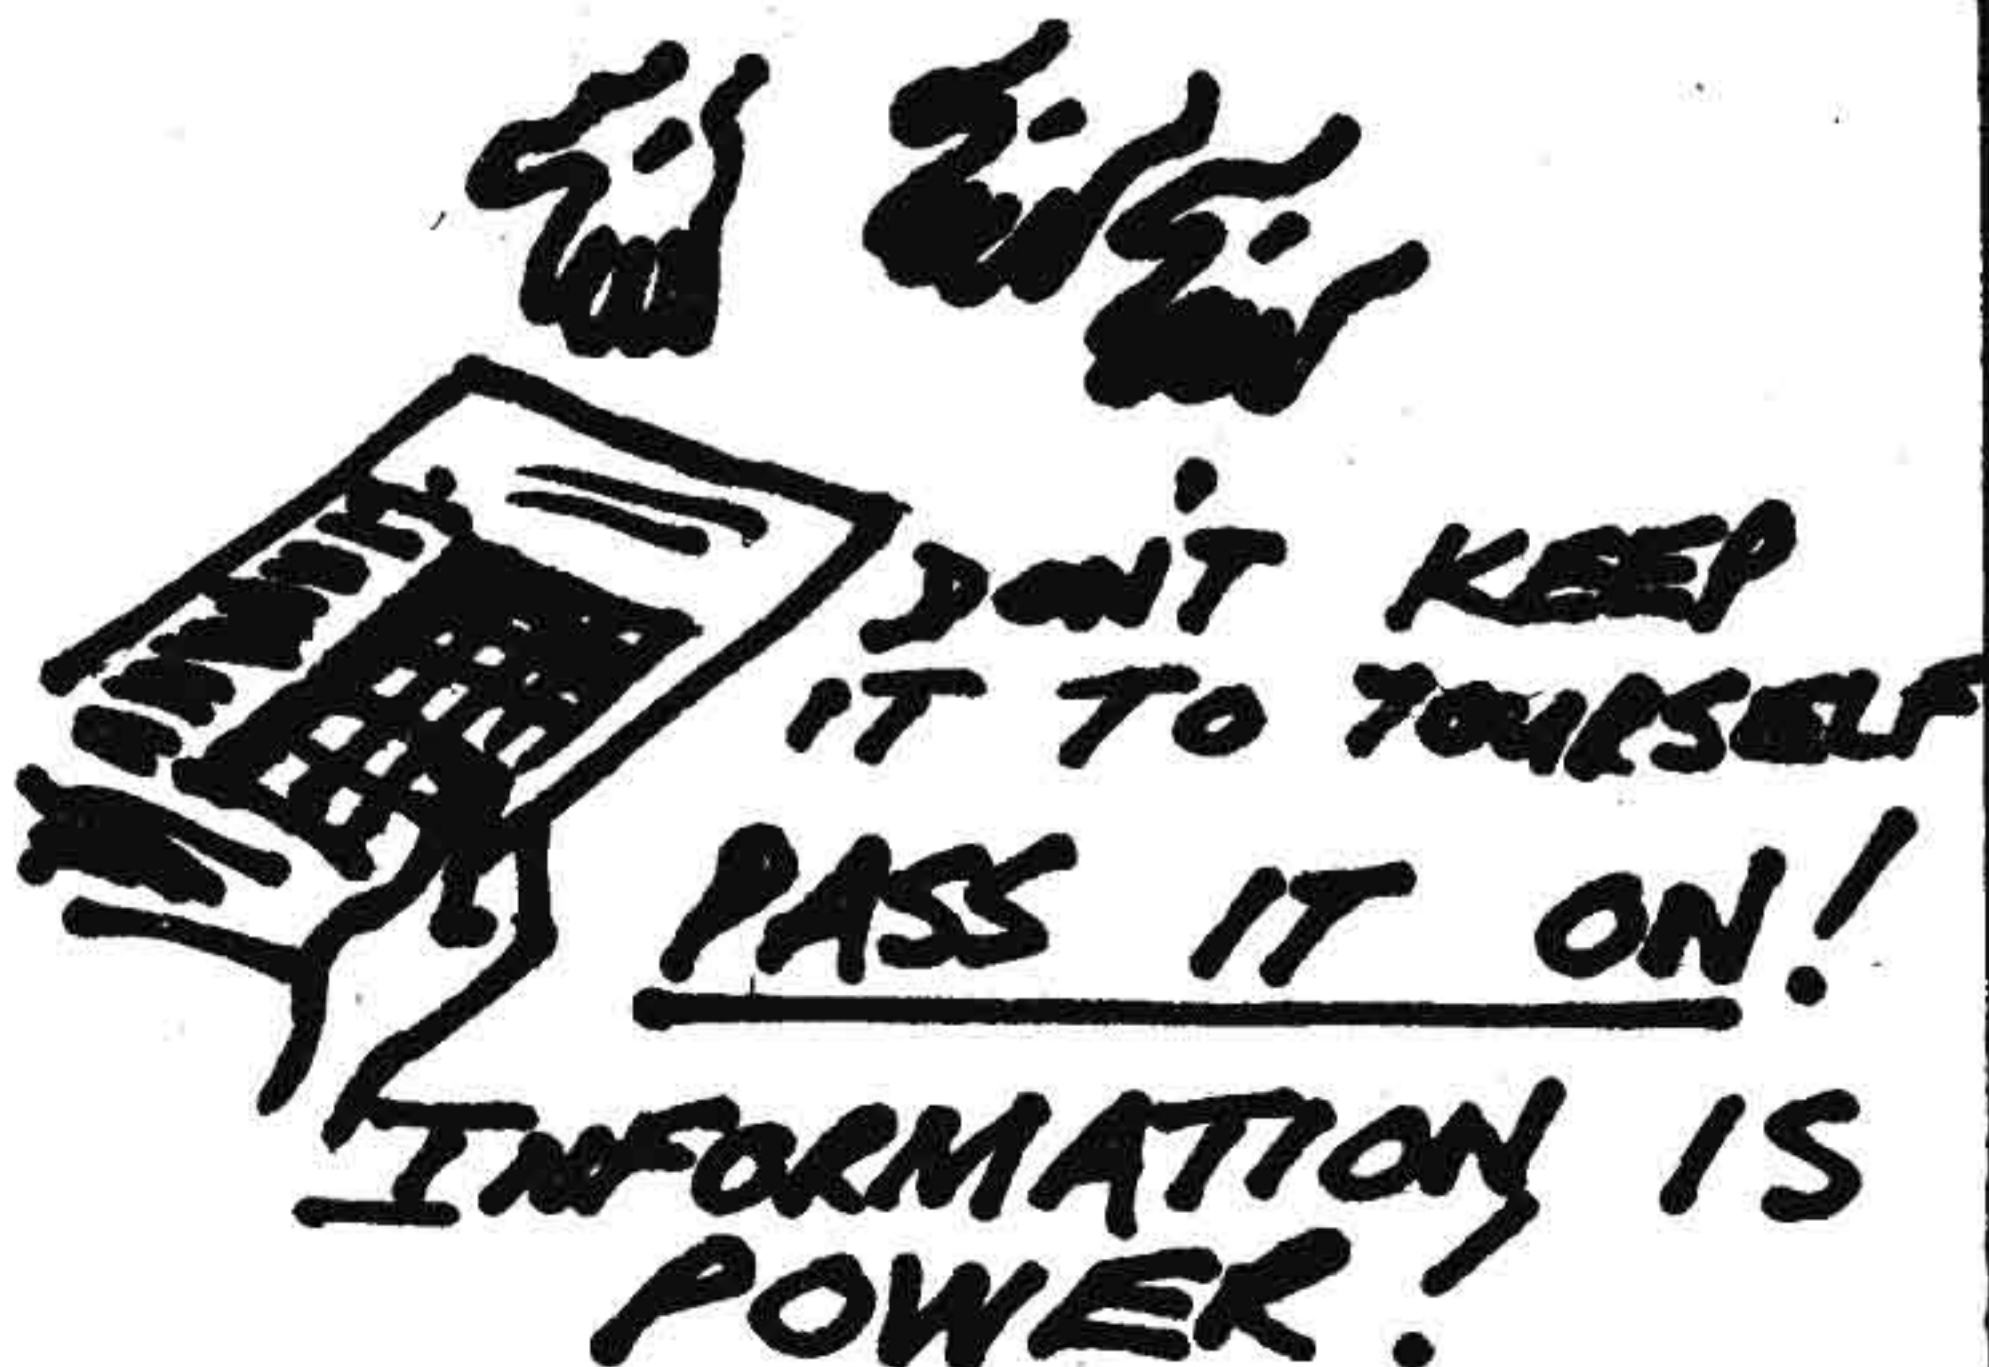 DON'T KEEP
IT TO YOURSELF
PASS IT ON!
INFORMATION IS
POWER!